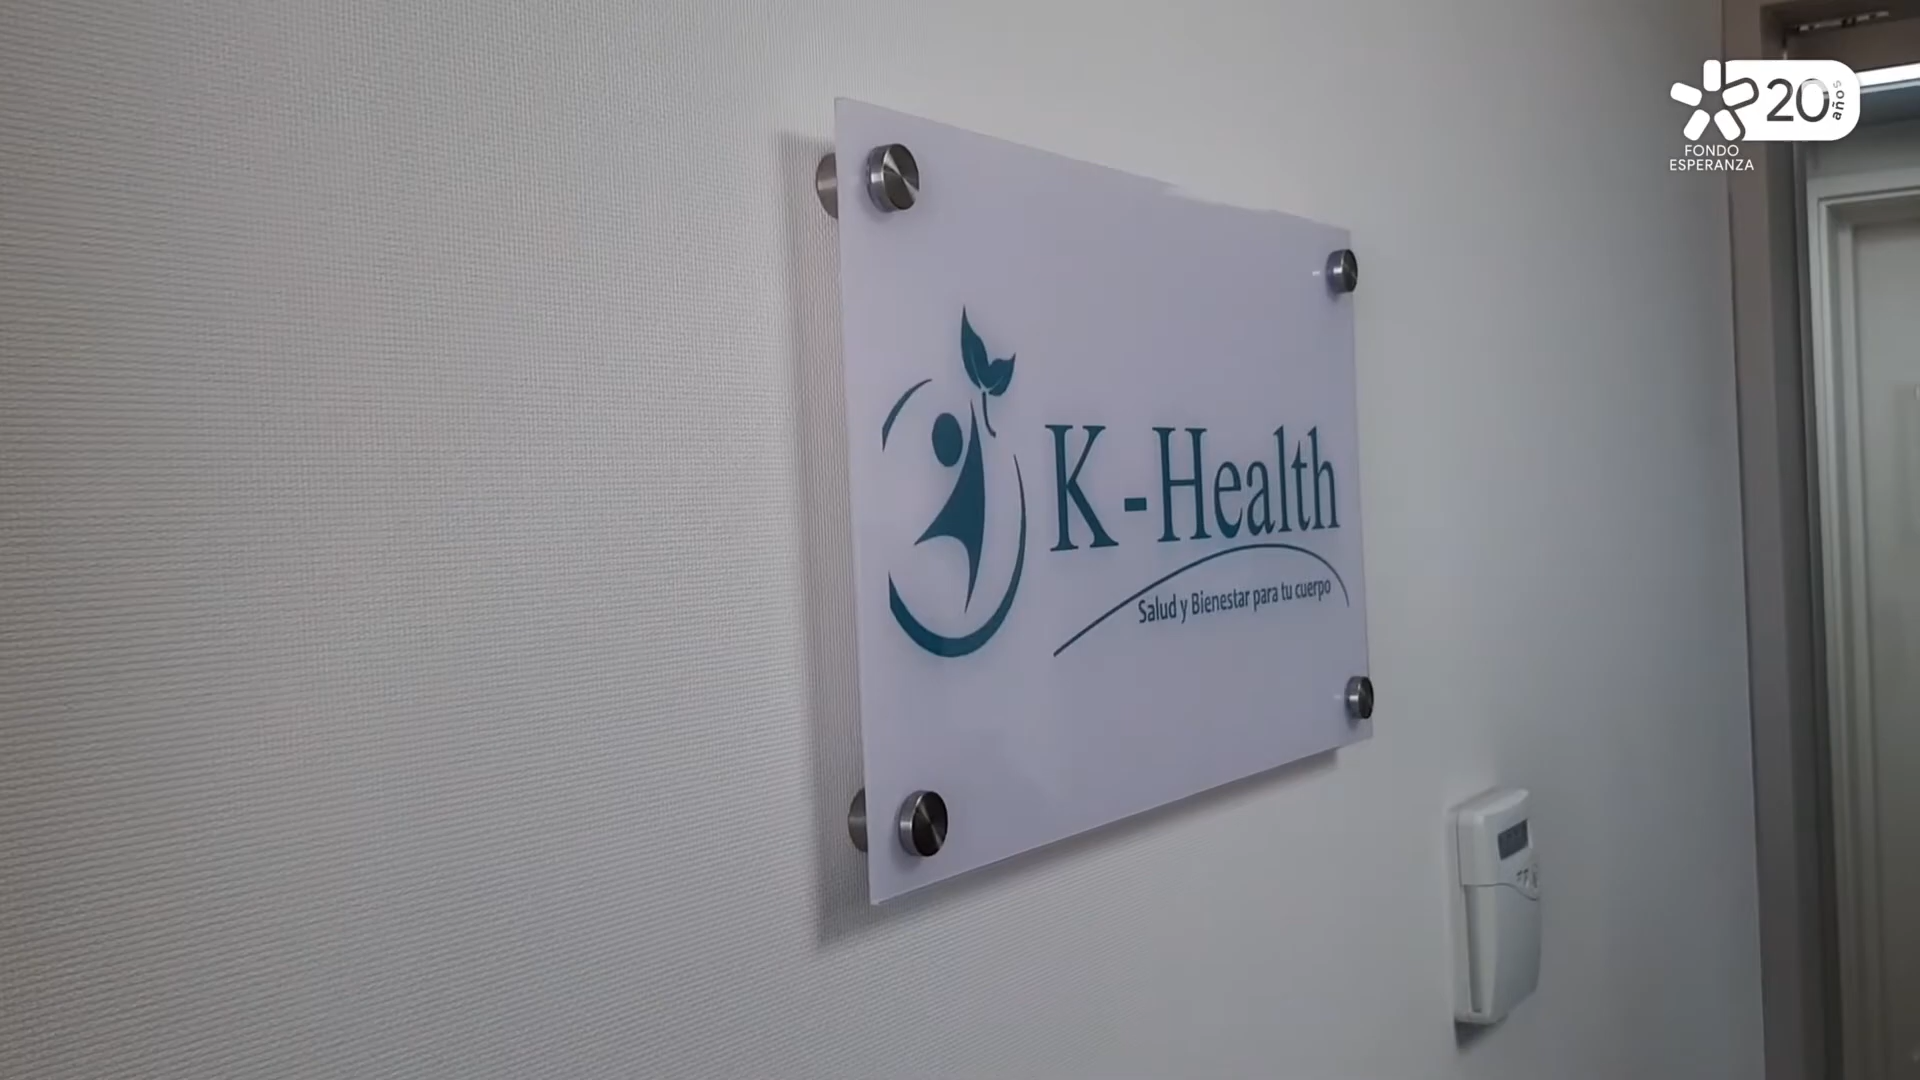 20 años
FONDO
ESPERANZA
K-Health
Salud y Bienestar para tu cuerpo